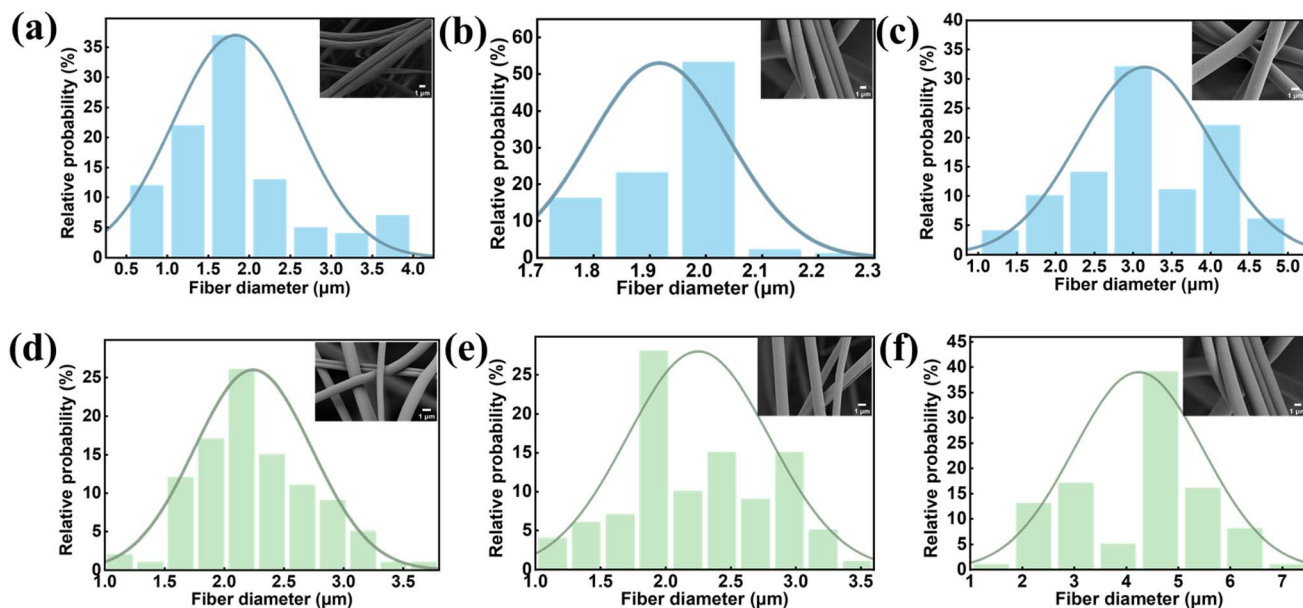 (a)
Relative probability (%)
35
30
25
20
15
10
5
0
1 µm
0.5 1.0 1.5 2.0 2.5 3.0 3.5 4.0
Fiber diameter (µm)
(b)
Relative probability (%)
60
50
40
30
20
10
0
1 µm
1.7 1.8 1.9 2.0 2.1 2.2 2.3
Fiber diameter (µm)
(c)
Relative probability (%)
40
35
30
25
20
15
10
5
0
1 µm
1.0 1.5 2.0 2.5 3.0 3.5 4.0 4.5 5.0
Fiber diameter (µm)
(d)
Relative probability (%)
25
20
15
10
5
0
1 µm
1.0 1.5 2.0 2.5 3.0 3.5
Fiber diameter (µm)
(e)
Relative probability (%)
25
20
15
10
5
0
1 µm
1.0 1.5 2.0 2.5 3.0 3.5
Fiber diameter (µm)
(f)
Relative probability (%)
45
40
35
30
25
20
15
10
5
0
1 µm
1 2 3 4 5 6 7
Fiber diameter (µm)